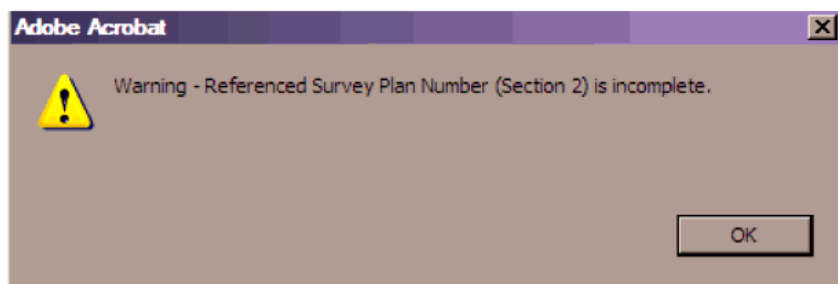 Adobe Acrobat
Warning - Referenced Survey Plan Number (Section 2) is incomplete.
OK